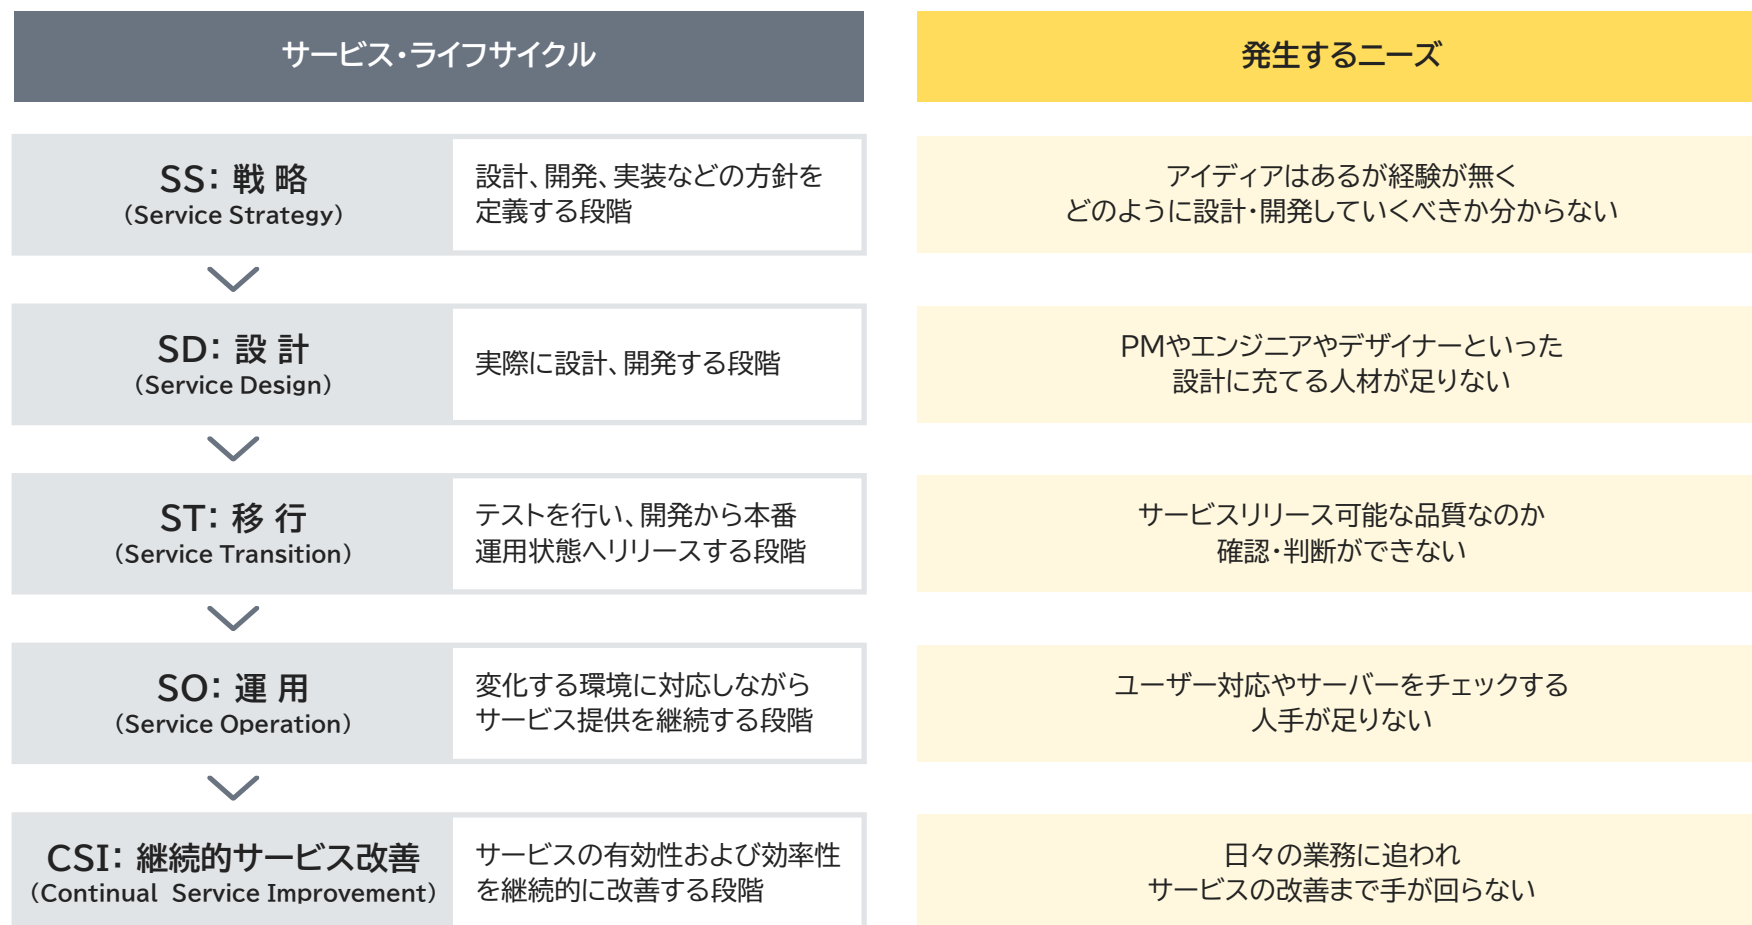 サービス・ライフサイクル
発生するニーズ
SS：戦 略
（Service Strategy）
設計、開発、実装などの方針を
定義する段階
アイディアはあるが経験が無く
どのように設計・開発していくべきか分からない
SD：設 計
（Service Design）
実際に設計、開発する段階
PMやエンジニアやデザイナーといった
設計に充てる人材が足りない
ST：移 行
（Service Transition）
テストを行い、開発から本番
運用状態へリリースする段階
サービスリリース可能な品質なのか
確認・判断ができない
SO：運 用
（Service Operation）
変化する環境に対応しながら
サービス提供を継続する段階
ユーザー対応やサーバーをチェックする
人手が足りない
CSI：継続的サービス改善
（Continual Service Improvement）
サービスの有効性および効率性
を継続的に改善する段階
日々の業務に追われ
サービスの改善まで手が回らない